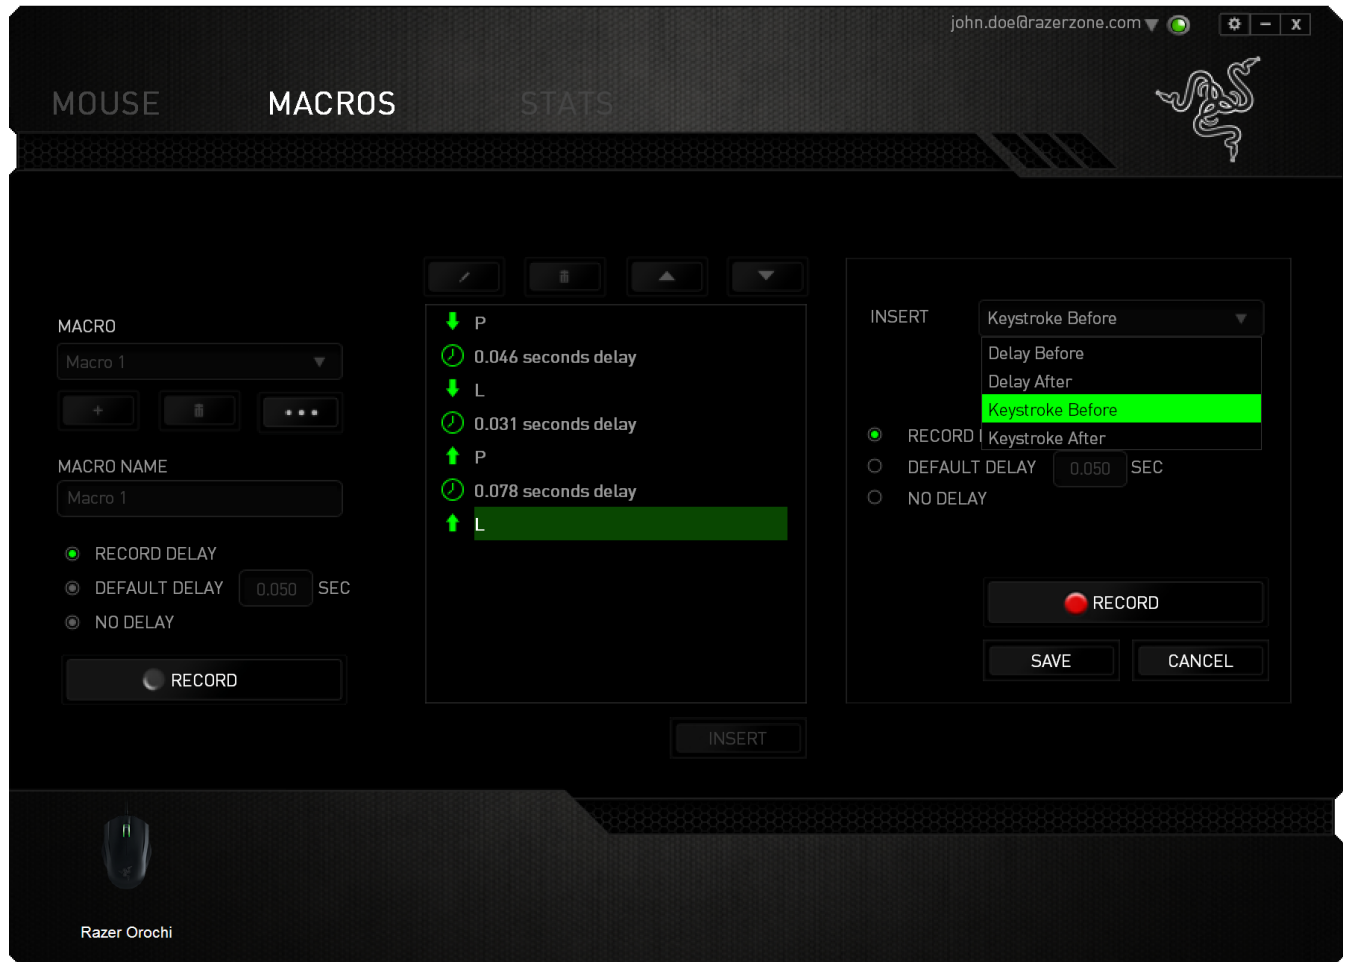 john.doe@razerzone.com
X
MOUSE MACROS STATS
MACRO
Macro 1
MACRO NAME
Macro 1
RECORD DELAY
DEFAULT DELAY 0.050 SEC
NO DELAY
RECORD
P
0.046 seconds delay
L
0.031 seconds delay
P
0.078 seconds delay
L
INSERT
INSERT Keystroke Before
Delay Before
Delay After
Keystroke Before
Keystroke After
RECORD
DEFAULT DELAY 0.050 SEC
NO DELAY
RECORD
SAVE CANCEL
Razer Orochi